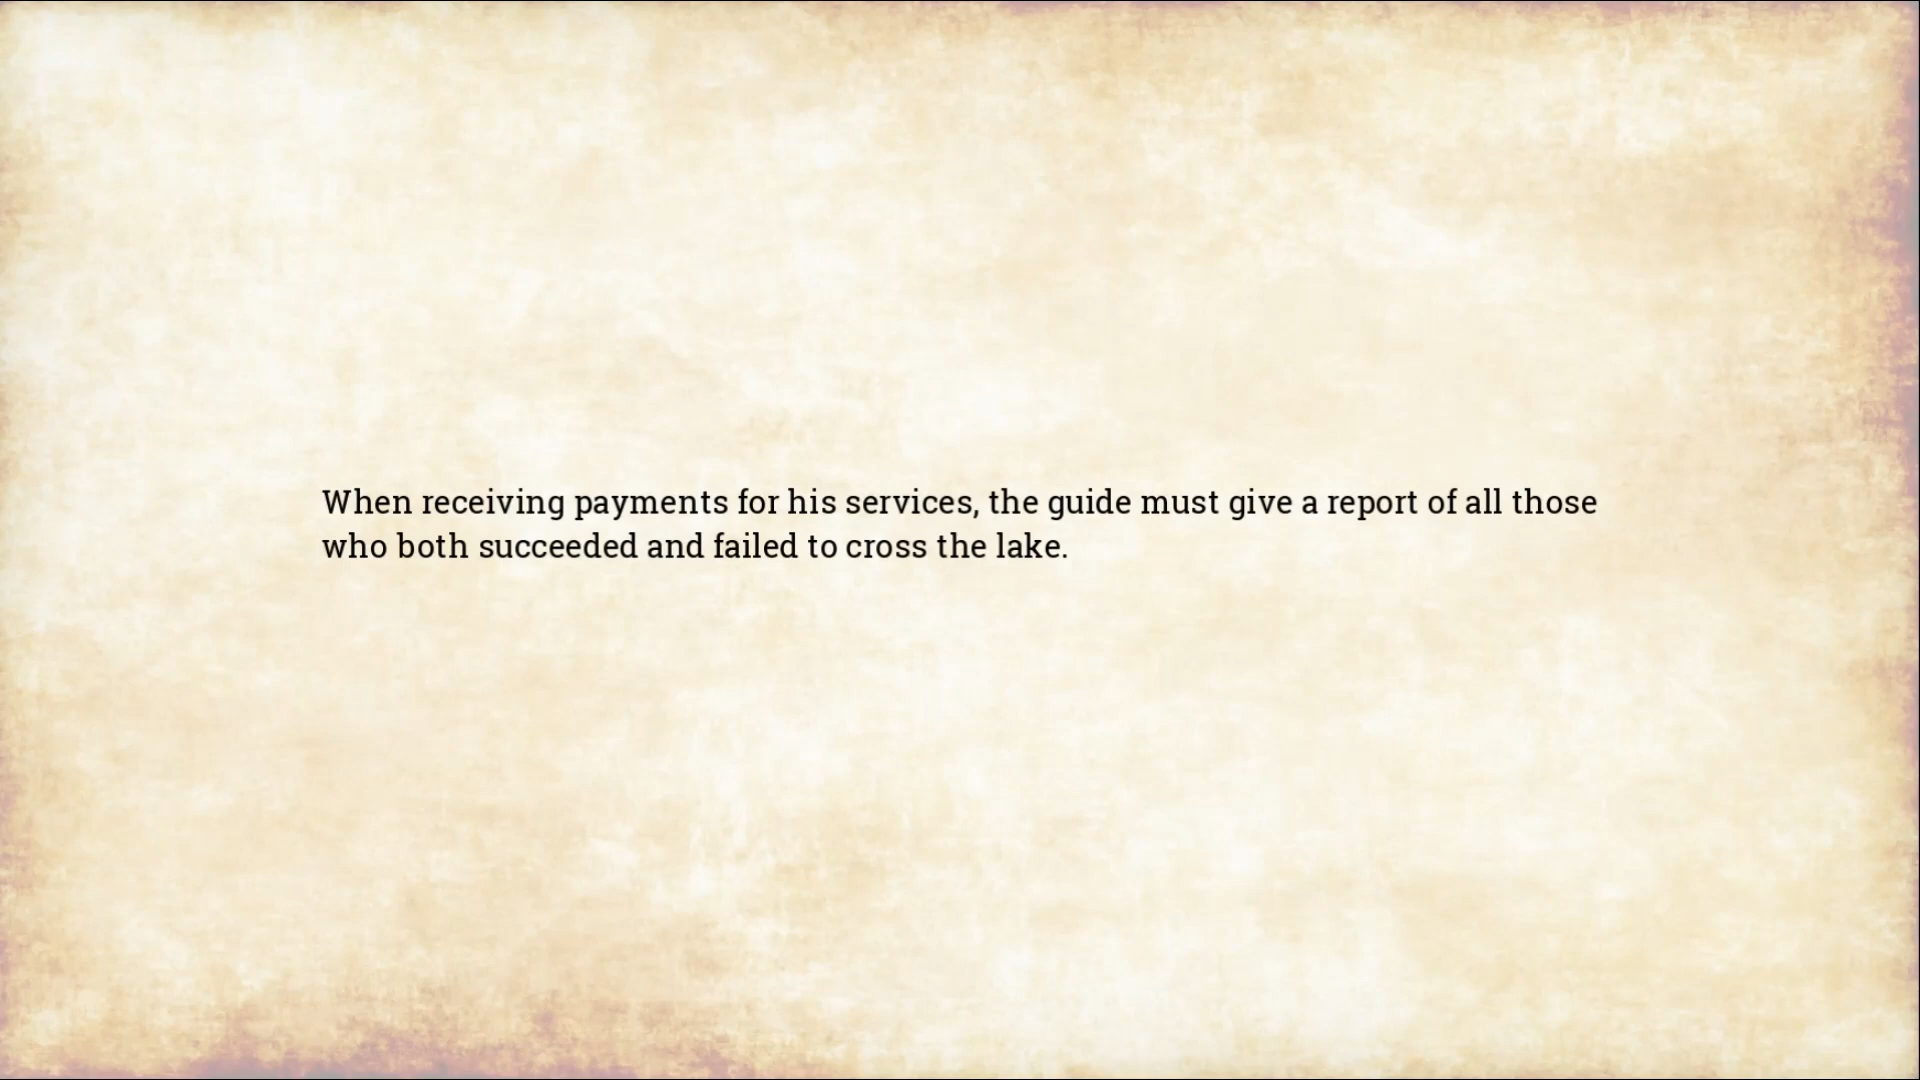 When receiving payments for his services, the guide must give a report of all those
who both succeeded and failed to cross the lake.